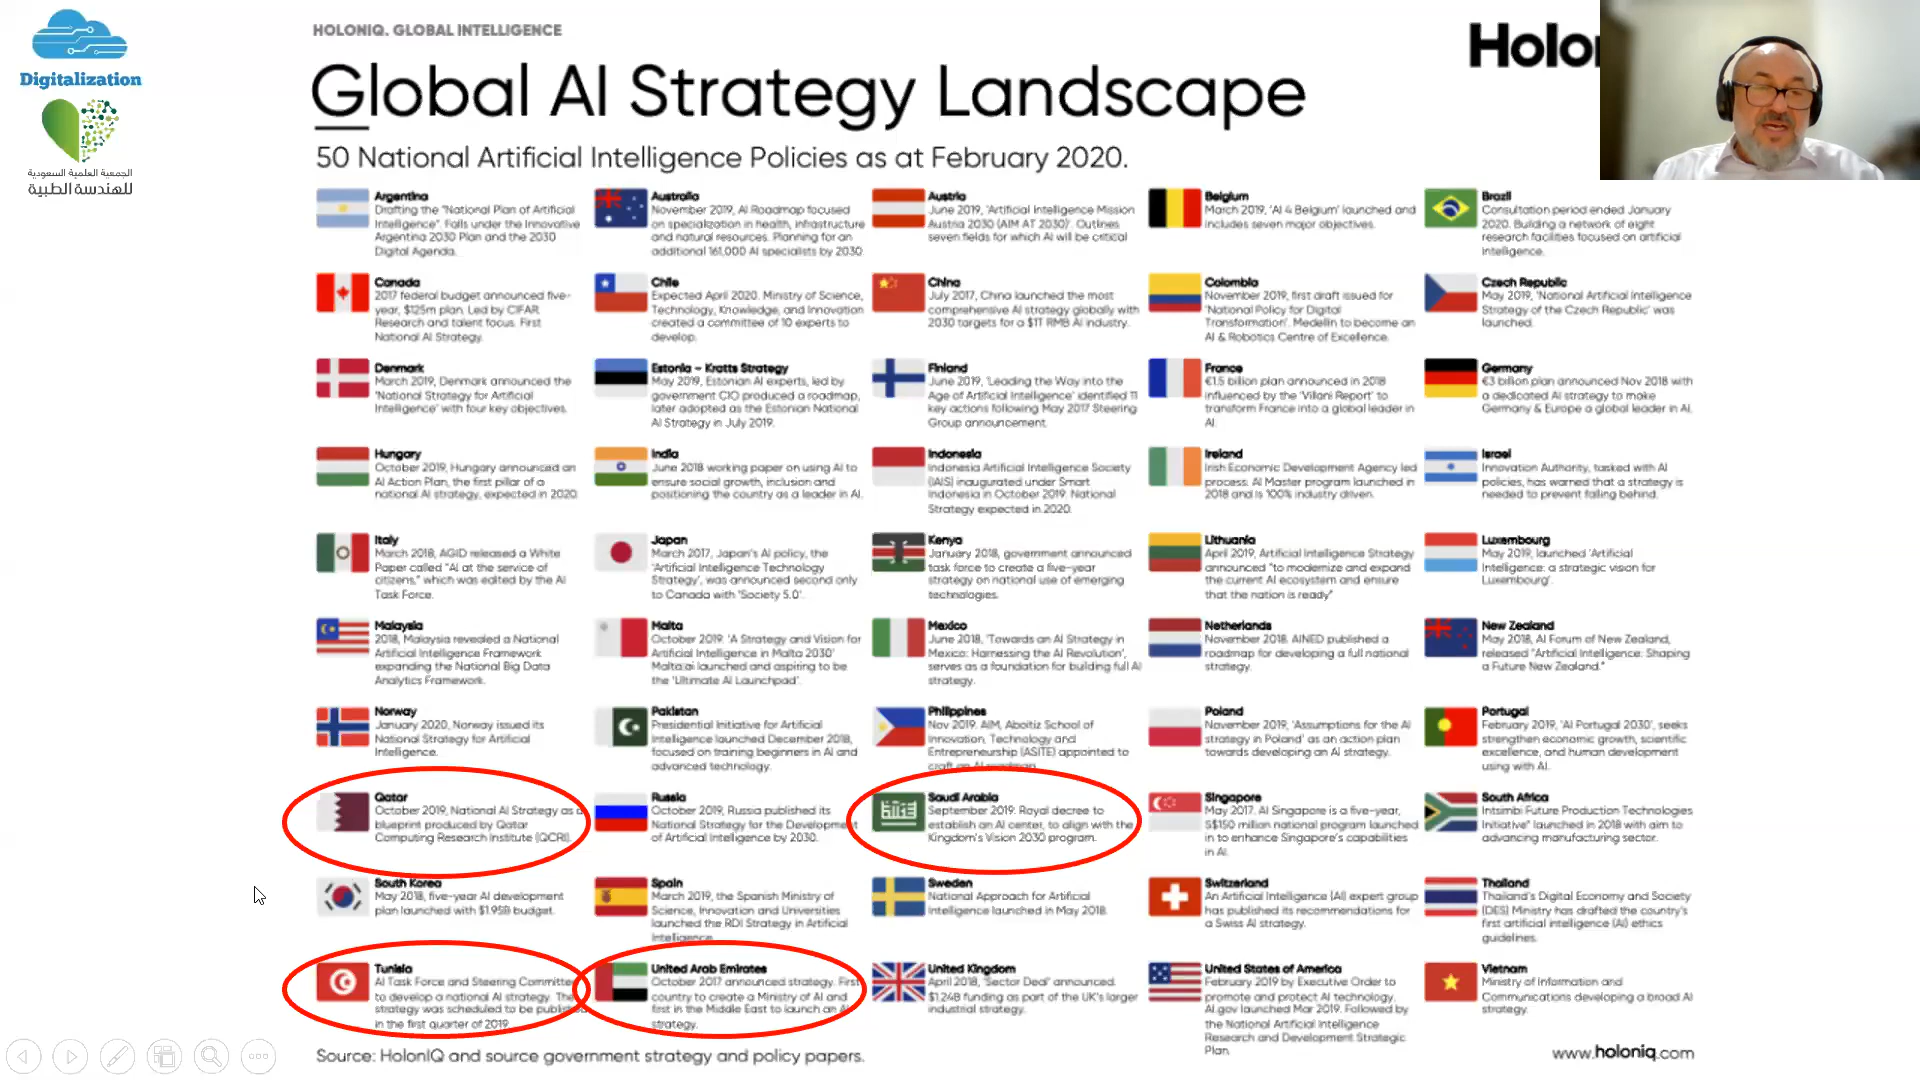 Digitalization
الجمعية العلمية السعودية
للهندسة الطبية
HOLONIQ. GLOBAL INTELLIGENCE
Holo
Global AI Strategy Landscape
50 National Artificial Intelligence Policies as at February 2020.
Argentina
Drafting the "National Plan of Artificial
Intelligence". Falls under the Innovative
Argentina 2030 Plan and the 2030
Digital Agenda.
Australia
November 2019, AI Roadmap focused
on specialization in health, infrastructure
and natural resources. Planning for an
additional 161,000 AI specialists by 2030
Austria
June 2019, 'Artificial Intelligence Mission
Austria 2030 (AIM AT 2030)'. Outlines
seven fields for which AI will be critical
Belgium
March 2019, 'AI 4 Belgium' launched and
includes seven major objectives.
Brazil
Consultation period ended January
2020. Building a network of eight
research facilities focused on artificial
intelligence.
Canada
2017 federal budget announced five-
year, $125m plan. Led by CIFAR.
Research and talent focus. First
National AI Strategy.
Chile
Expected April 2020. Ministry of Science,
Technology, Knowledge, and Innovation
created a committee of 10 experts to
develop.
China
July 2017, China launched the most
comprehensive AI strategy globally with
2030 targets for a $1T RMB AI industry.
Colombia
November 2019, first draft issued for
'National Policy for Digital
Transformation'. Medellin to become an
AI & Robotics Centre of Excellence.
Czech Republic
May 2019, 'National Artificial Intelligence
Strategy of the Czech Republic' was
launched.
Denmark
March 2019, Denmark announced the
'National Strategy for Artificial
Intelligence' with four key objectives.
Estonia – Kratts Strategy
May 2019, Estonian AI experts, led by
government CIO produced a roadmap,
later adopted as the Estonian National
AI Strategy in July 2019.
Finland
June 2019, 'Leading the Way into the
Age of Artificial Intelligence' identified 11
key actions following May 2017 Steering
Group announcement.
France
€1.5 billion plan announced in 2018
influenced by the 'Villani Report' to
transform France into a global leader in
AI.
Germany
€3 billion plan announced Nov 2018 with
a dedicated AI strategy to make
Germany & Europe a global leader in AI.
Hungary
October 2019, Hungary announced an
AI Action Plan, the first pillar of a
national AI strategy, expected in 2020
India
June 2018 working paper on using AI to
ensure social growth, inclusion and
positioning the country as a leader in AI.
Indonesia
Indonesia Artificial Intelligence Society
(IAIS) inaugurated under Smart
Indonesia in October 2019. National
Strategy expected in 2020.
Ireland
Irish Economic Development Agency led
process. AI Master program launched in
2018 and is 100% industry driven.
Israel
Innovation Authority, tasked with AI
policies, has warned that a strategy is
needed to prevent falling behind.
Italy
March 2018, AGID released a White
Paper called "AI at the service of
citizens," which was edited by the AI
Task Force.
Japan
March 2017, Japan's AI policy, the
'Artificial Intelligence Technology
Strategy', was announced second only
to Canada with 'Society 5.0'.
Kenya
January 2018, government announced
task force to create a five-year
strategy on national use of emerging
technologies.
Lithuania
April 2019, Artificial Intelligence Strategy
announced "to modernize and expand
the current AI ecosystem and ensure
that the nation is ready"
Luxembourg
May 2019, launched 'Artificial
Intelligence: a strategic vision for
Luxembourg'.
Malaysia
2018, Malaysia revealed a National
Artificial Intelligence Framework
expanding the National Big Data
Analytics Framework.
Malta
October 2019. 'A Strategy and Vision for
Artificial Intelligence in Malta 2030'
Malta.ai launched and aspiring to be
the 'Ultimate AI Launchpad'.
Mexico
June 2018, 'Towards an AI Strategy in
Mexico: Harnessing the AI Revolution',
serves as a foundation for building full AI
strategy.
Netherlands
November 2018. AINED published a
roadmap for developing a full national
strategy.
New Zealand
May 2018, AI Forum of New Zealand,
released "Artificial Intelligence: Shaping
a Future New Zealand."
Norway
January 2020, Norway issued its
National Strategy for Artificial
Intelligence.
Pakistan
Presidential Initiative for Artificial
Intelligence launched December 2018,
focused on training beginners in AI and
advanced technology.
Philippines
Nov 2019. AIM, Aboitiz School of
Innovation, Technology and
Entrepreneurship (ASITE) appointed to
craft an AI roadmap.
Poland
November 2019, 'Assumptions for the AI
strategy in Poland' as an action plan
towards developing an AI strategy.
Portugal
February 2019, 'AI Portugal 2030', seeks
strengthen economic growth, scientific
excellence, and human development
using with AI.
Qatar
October 2019, National AI Strategy as a
blueprint produced by Qatar
Computing Research Institute (QCRI).
Russia
October 2019, Russia published its
National Strategy for the Development
of Artificial Intelligence by 2030.
Saudi Arabia
September 2019. Royal decree to
establish an AI center, to align with the
Kingdom's Vision 2030 program.
Singapore
May 2017. AI Singapore is a five-year,
S$150 million national program launched
in to enhance Singapore's capabilities
in AI.
South Africa
Intsimbi Future Production Technologies
Initiative" launched in 2018 with aim to
advancing manufacturing sector.
South Korea
May 2018, five-year AI development
plan launched with $1.95B budget.
Spain
March 2019, the Spanish Ministry of
Science, Innovation and Universities
launched the RDI Strategy in Artificial
Intelligence
Sweden
National Approach for Artificial
Intelligence launched in May 2018.
Switzerland
An Artificial Intelligence (AI) expert group
has published its recommendations for
a Swiss AI strategy.
Thailand
Thailand's Digital Economy and Society
(DES) Ministry has drafted the country's
first artificial intelligence (AI) ethics
guidelines.
Tunisia
AI Task Force and Steering Committee
to develop a national AI strategy. The
strategy was scheduled to be published
in the first quarter of 2019
United Arab Emirates
October 2017 announced strategy. First
country to create a Ministry of AI and
first in the Middle East to launch an AI
strategy.
United Kingdom
April 2018, 'Sector Deal' announced.
$1.24B funding as part of the UK's larger
industrial strategy.
United States of America
February 2019 by Executive Order to
promote and protect AI technology.
AI.gov launched Mar 2019. Followed by
the National Artificial Intelligence
Research and Development Strategic
Plan.
Vietnam
Ministry of Information and
Communications developing a broad AI
strategy.
Source: HolonIQ and source government strategy and policy papers.
www.holoniq.com